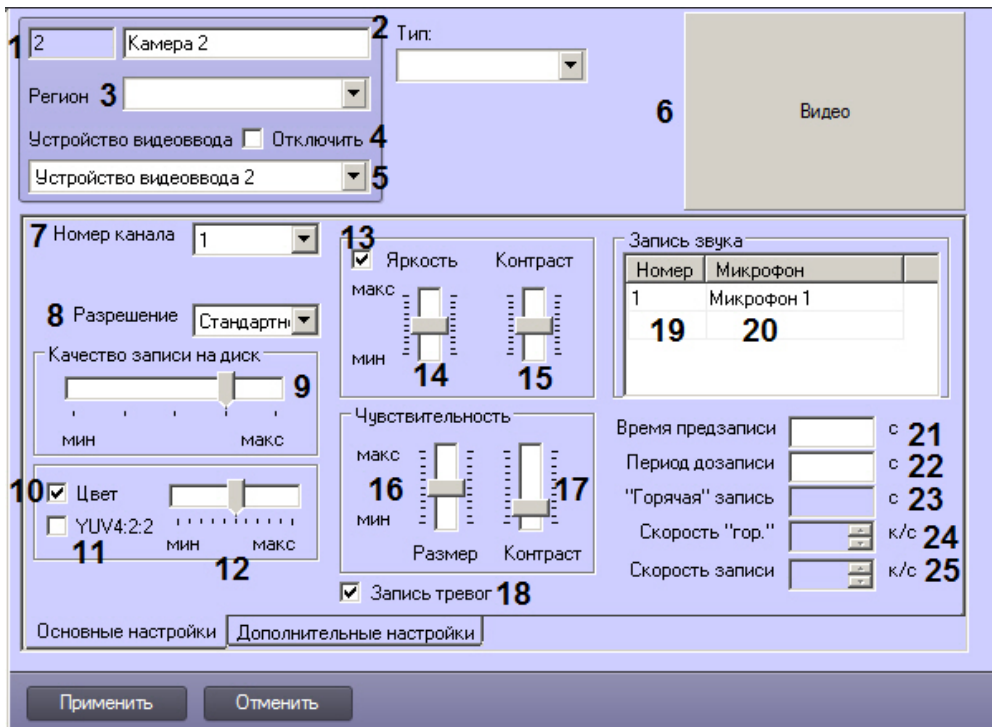 1 2 Камера 2 2 Тип:
Регион 3
6 Видео
Устройство видеоввода Отключить 4
Устройство видеоввода 2 5
7 Номер канала 1
8 Разрешение Стандартн
Качество записи на диск
9
мин макс
10 Цвет
11 YUV4:2:2
мин макс
12
13 Яркость Контраст
макс
мин
14 15
Чувствительность
макс
16 17
мин
Размер Контраст
Запись тревог 18
Запись звука
Номер Микрофон
1 Микрофон 1
19 20
Время предзаписи с 21
Период дозаписи с 22
"Горячая" запись с 23
Скорость "гор." к/с 24
Скорость записи к/с 25
Основные настройки Дополнительные настройки
Применить Отменить